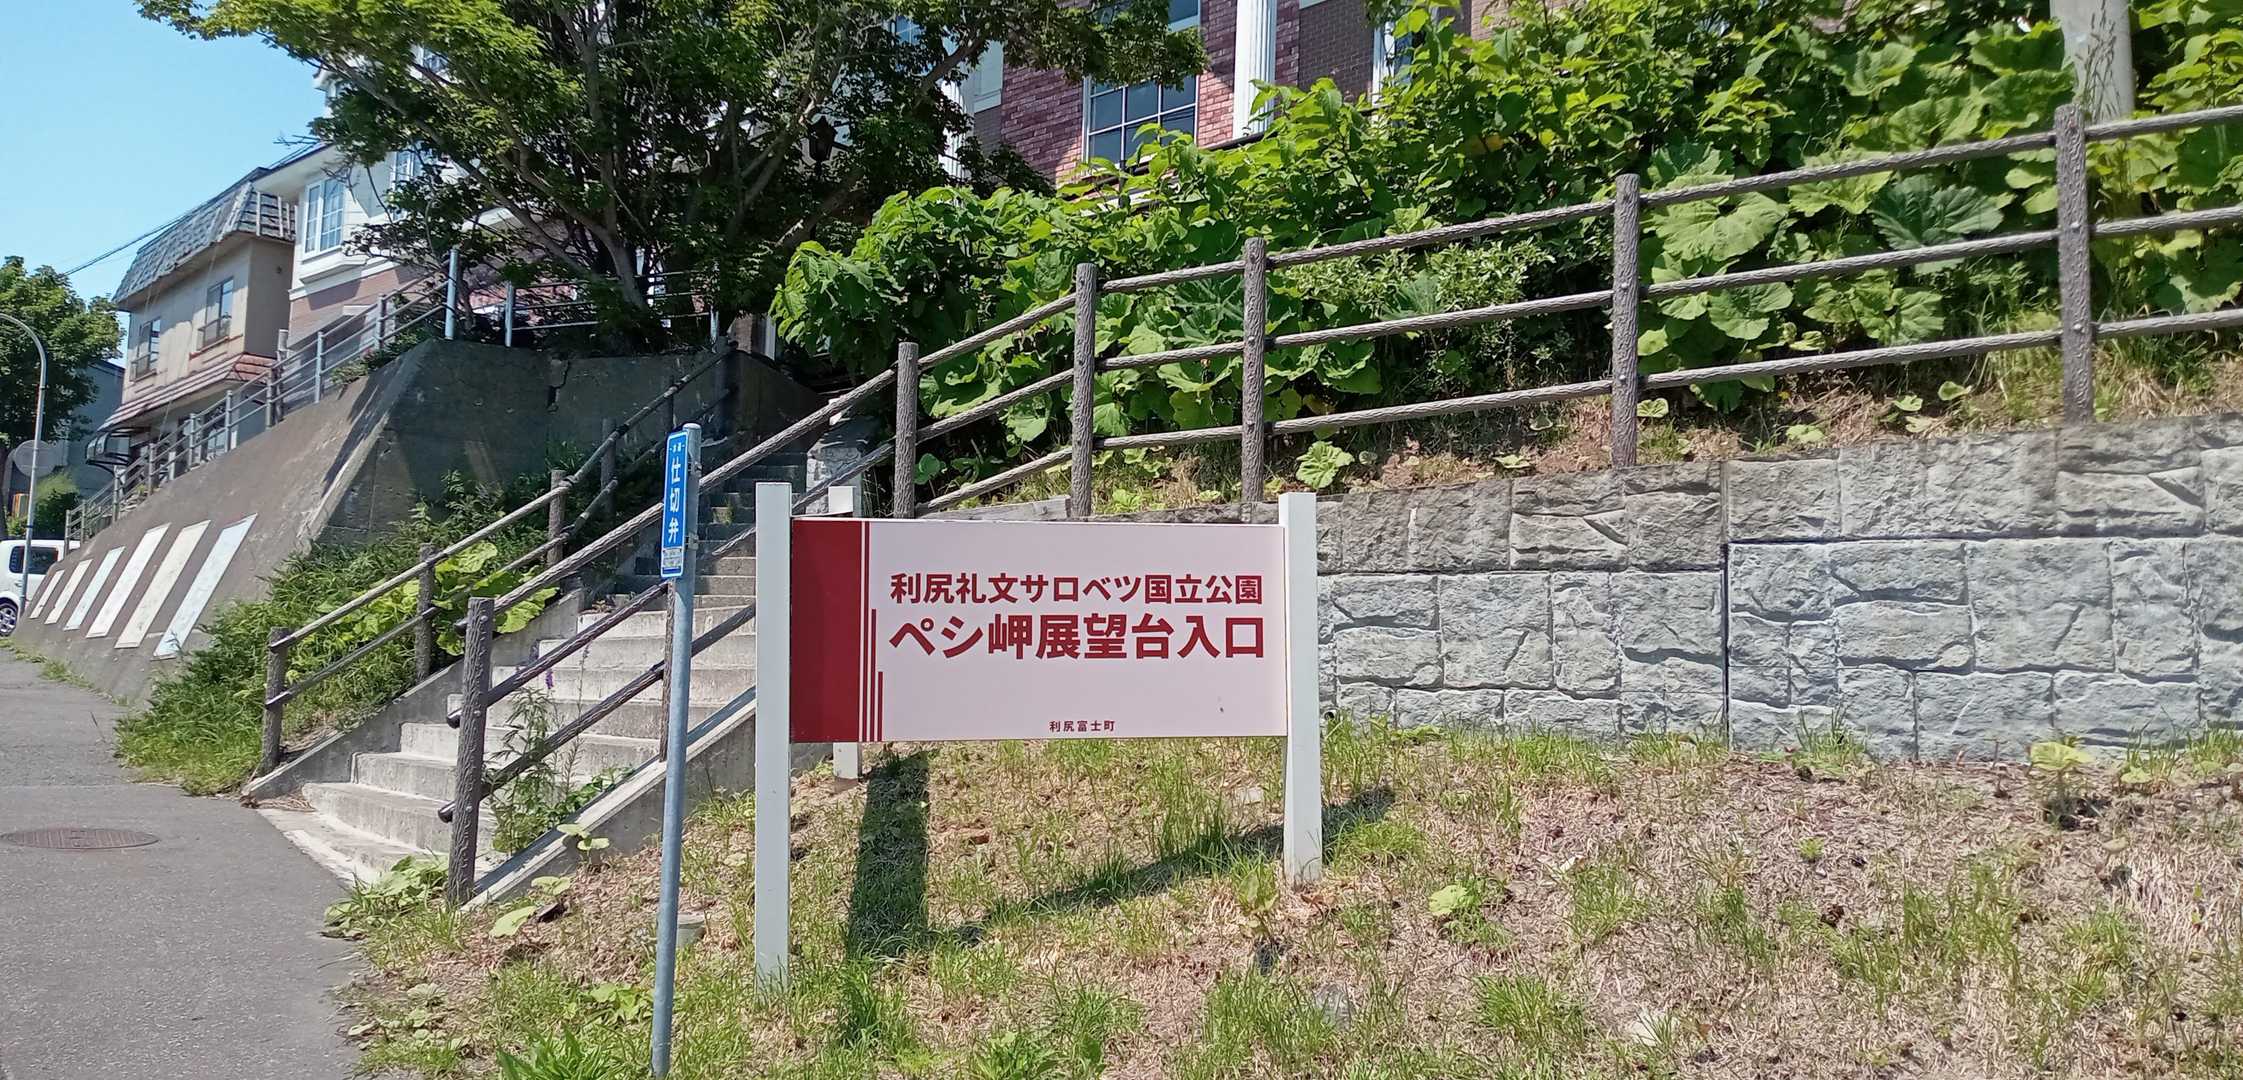 仕切弁
利尻礼文サロベツ国立公園
ペシ岬展望台入口
利尻富士町